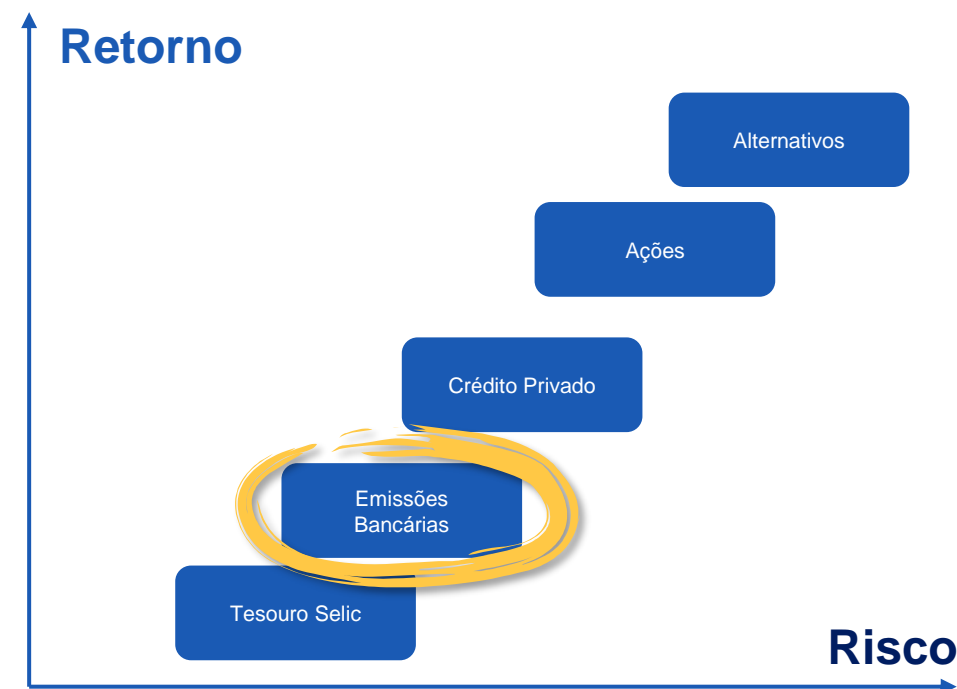 Retorno
Alternativos
Ações
Crédito Privado
Emissões
Bancárias
Tesouro Selic
Risco